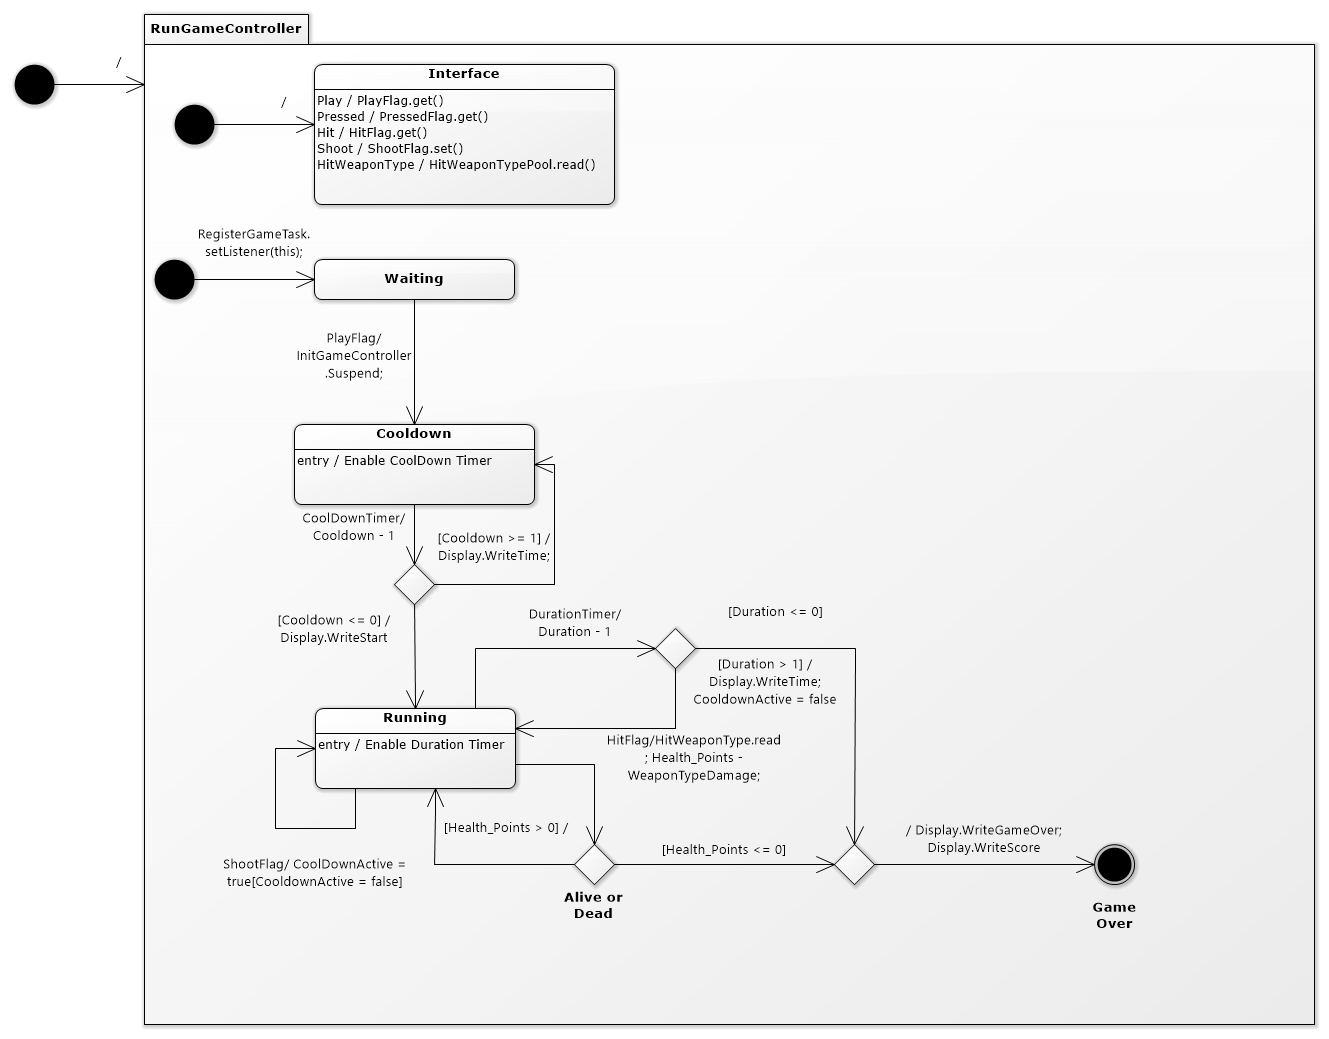 RunGameController
/
Interface
/
Play / PlayFlag.get()
Pressed / PressedFlag.get()
Hit / HitFlag.get()
Shoot / ShootFlag.set()
HitWeaponType / HitWeaponTypePool.read()
RegisterGameTask.
setListener(this);
Waiting
PlayFlag/
InitGameController
.Suspend;
Cooldown
entry / Enable CoolDown Timer
CoolDownTimer/
Cooldown - 1
[Cooldown >= 1] /
Display.WriteTime;
[Cooldown <= 0] /
Display.WriteStart
DurationTimer/
Duration - 1
[Duration <= 0]
[Duration > 1] /
Display.WriteTime;
CooldownActive = false
Running
entry / Enable Duration Timer
HitFlag/HitWeaponType.read
; Health_Points -
WeaponTypeDamage;
[Health_Points > 0] /
[Health_Points <= 0]
/ Display.WriteGameOver;
Display.WriteScore
ShootFlag/ CoolDownActive =
true[CooldownActive = false]
Alive or
Dead
Game
Over